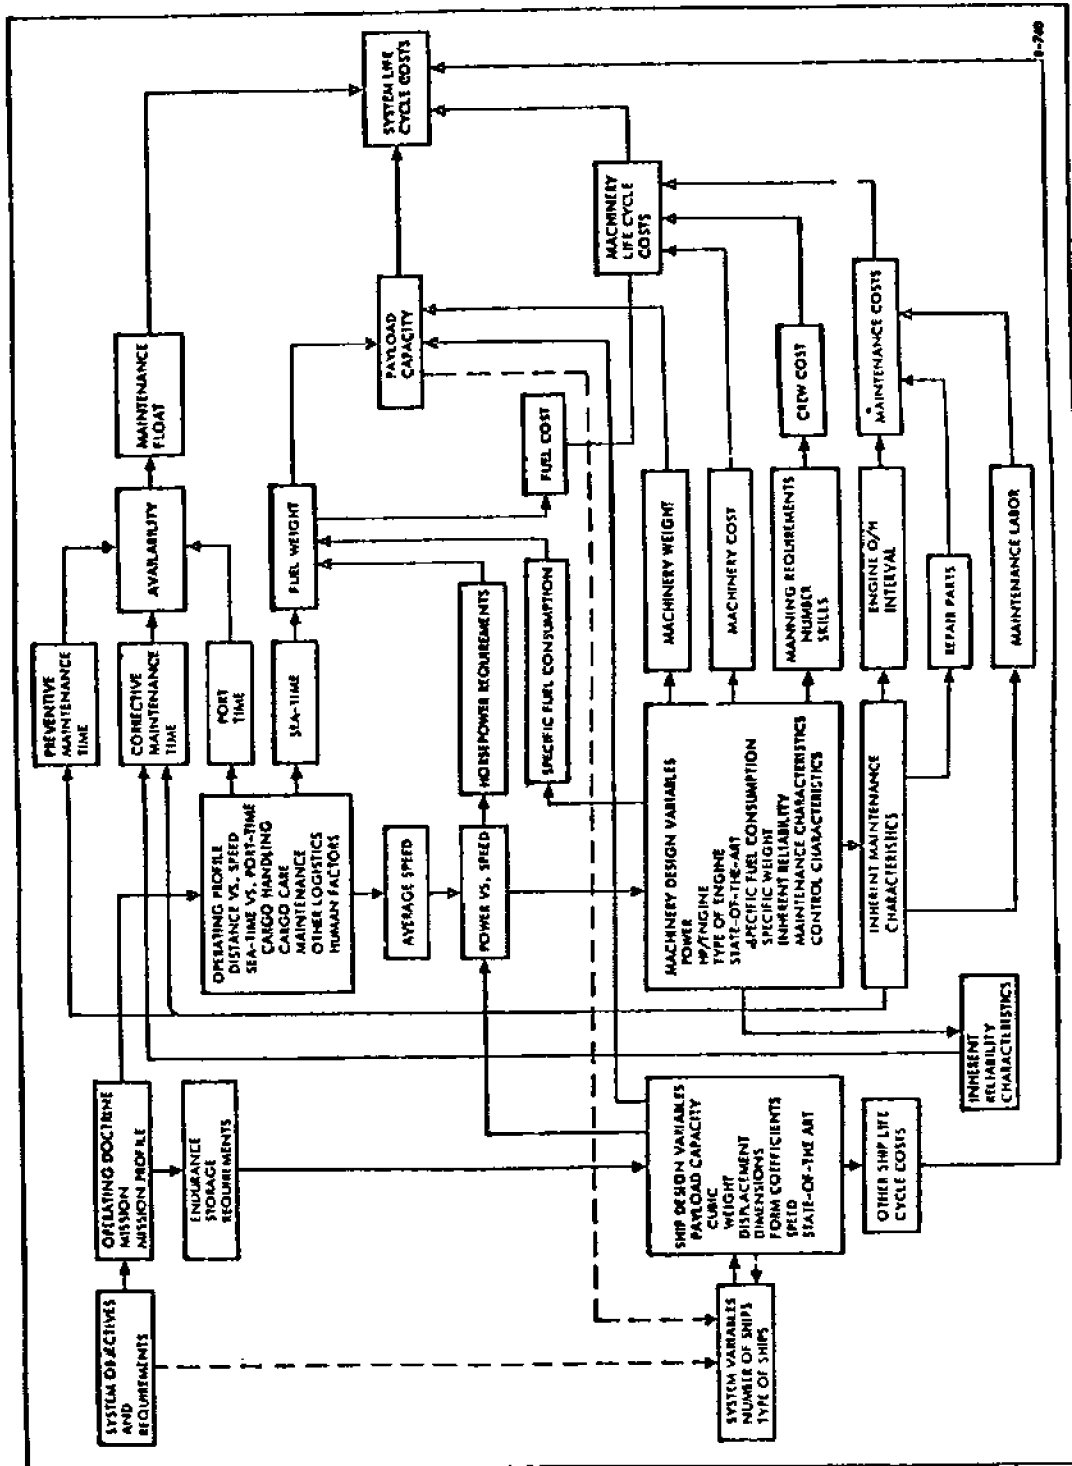 SYSTEM OBJECTIVES
AND
REQUIREMENTS
OPERATING DOCTRINE
MISSION
MISSION PROFILE
ENDURANCE
STORAGE
REQUIREMENTS
PREVENTIVE
MAINTENANCE
TIME
CORRECTIVE
MAINTENANCE
TIME
PORT
TIME
SEA-TIME
AVAILABILITY
MAINTENANCE
FLOAT
OPERATING PROFILE
DISTANCE VS. SPEED
SEA-TIME VS. PORT-TIME
CARGO HANDLING
CARGO CARE
MAINTENANCE
OTHER LOGISTICS
HUMAN FACTORS
FUEL WEIGHT
PAYLOAD
CAPACITY
SYSTEM LIFE
CYCLE COSTS
AVERAGE SPEED
POWER VS. SPEED
HORSEPOWER REQUIREMENTS
SPECIFIC FUEL CONSUMPTION
FUEL COST
MACHINERY
LIFE CYCLE
COSTS
SYSTEM VARIABLES
NUMBER OF SHIPS
TYPE OF SHIPS
SHIP DESIGN VARIABLES
PAYLOAD CAPACITY
CUBIC
WEIGHT
DISPLACEMENT
DIMENSIONS
FORM COEFFICIENTS
SPEED
STATE-OF-THE ART
MACHINERY DESIGN VARIABLES
POWER
HP/ENGINE
TYPE OF ENGINE
STATE-OF-THE-ART
SPECIFIC FUEL CONSUMPTION
SPECIFIC WEIGHT
INHERENT RELIABILITY
MAINTENANCE CHARACTERISTICS
CONTROL CHARACTERISTICS
MACHINERY WEIGHT
MACHINERY COST
MANNING REQUIREMENTS
NUMBER
SKILLS
CREW COST
OTHER SHIP LIFE
CYCLE COSTS
INHERENT MAINTENANCE
CHARACTERISTICS
ENGINE O/H
INTERVAL
MAINTENANCE COSTS
REPAIR PARTS
INHERENT
RELIABILITY
CHARACTERISTICS
MAINTENANCE LABOR